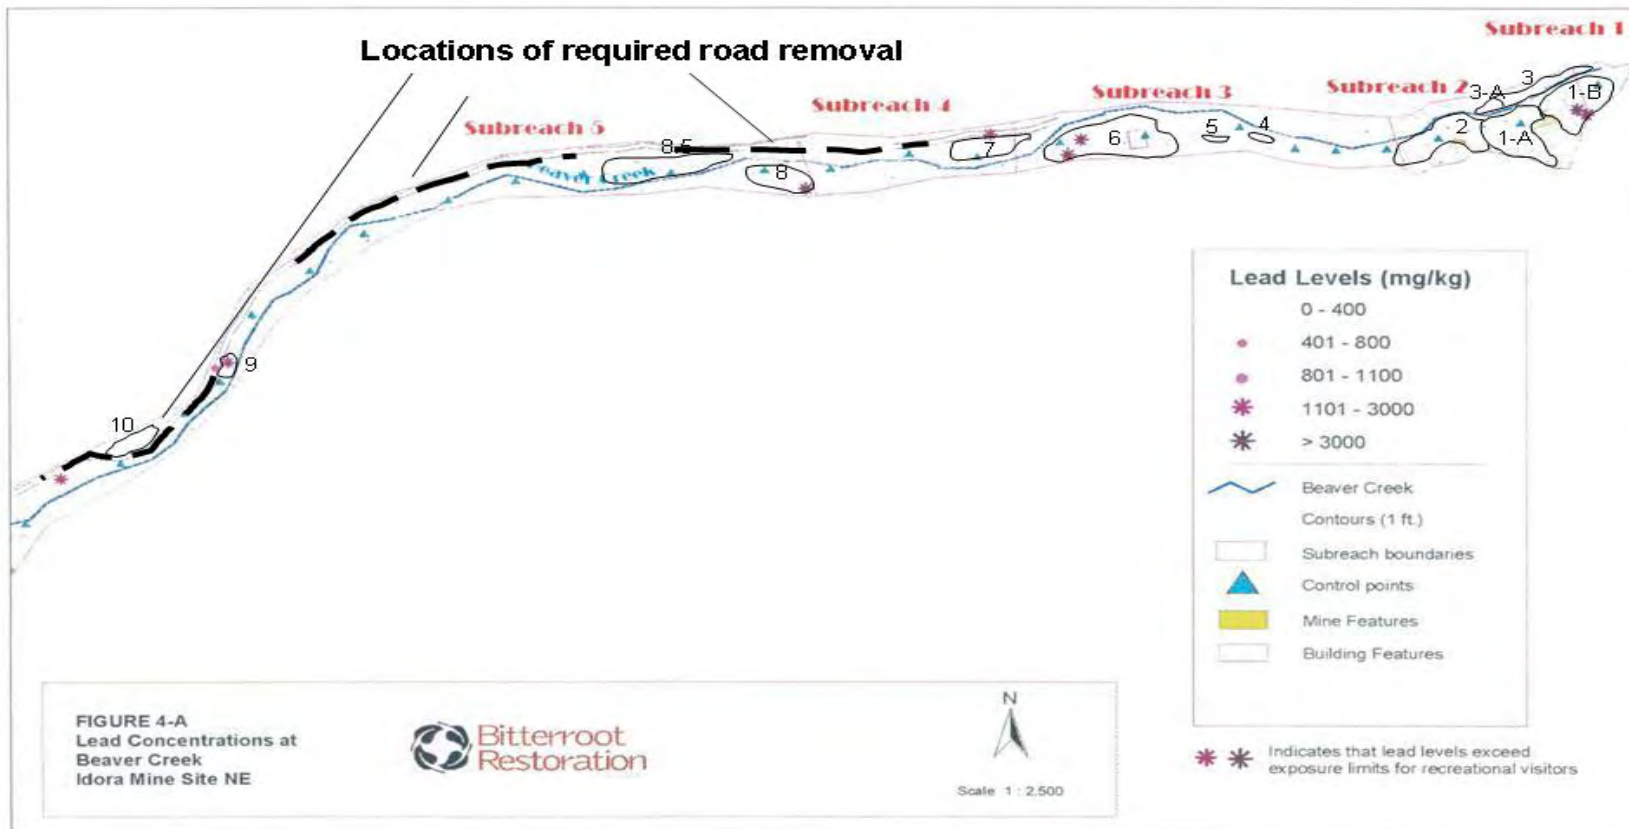 Subreach 1
Locations of required road removal
Subreach 2
Subreach 3
Subreach 4
Subreach 5
3
3-A
1-B
2
1-A
4
5
6
7
8.5
8
eaver Creek
9
10
Lead Levels (mg/kg)
0 - 400
401 - 800
801 - 1100
1101 - 3000
> 3000
Beaver Creek
Contours (1 ft.)
Subreach boundaries
Control points
Mine Features
Building Features
Indicates that lead levels exceed
exposure limits for recreational visitors
N
Scale 1 : 2,500
FIGURE 4-A
Lead Concentrations at
Beaver Creek
Idora Mine Site NE
Bitterroot
Restoration